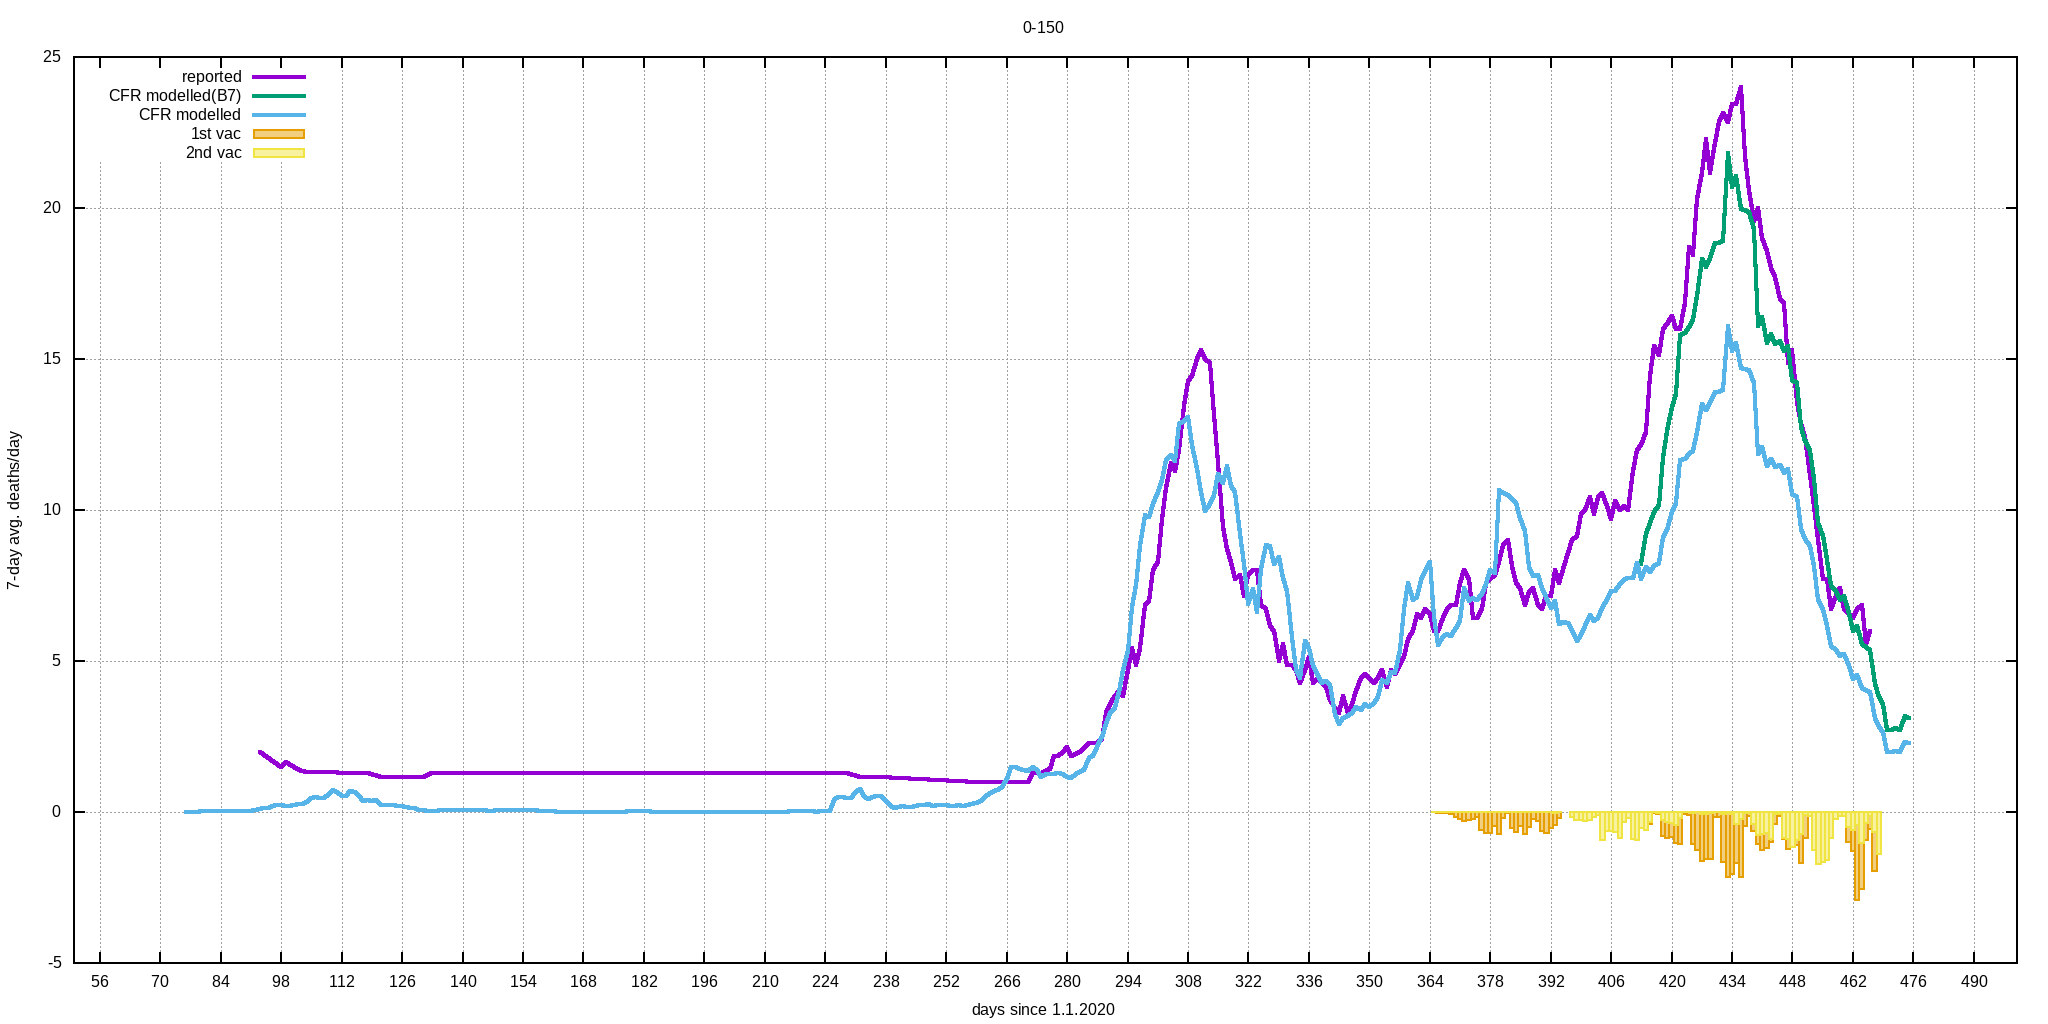 0-150
reported
CFR modelled(B7)
CFR modelled
1st vac
2nd vac
25
20
15
10
5
0
-5
7-day avg. deaths/day
56 70 84 98 112 126 140 154 168 182 196 210 224 238 252 266 280 294 308 322 336 350 364 378 392 406 420 434 448 462 476 490
days since 1.1.2020